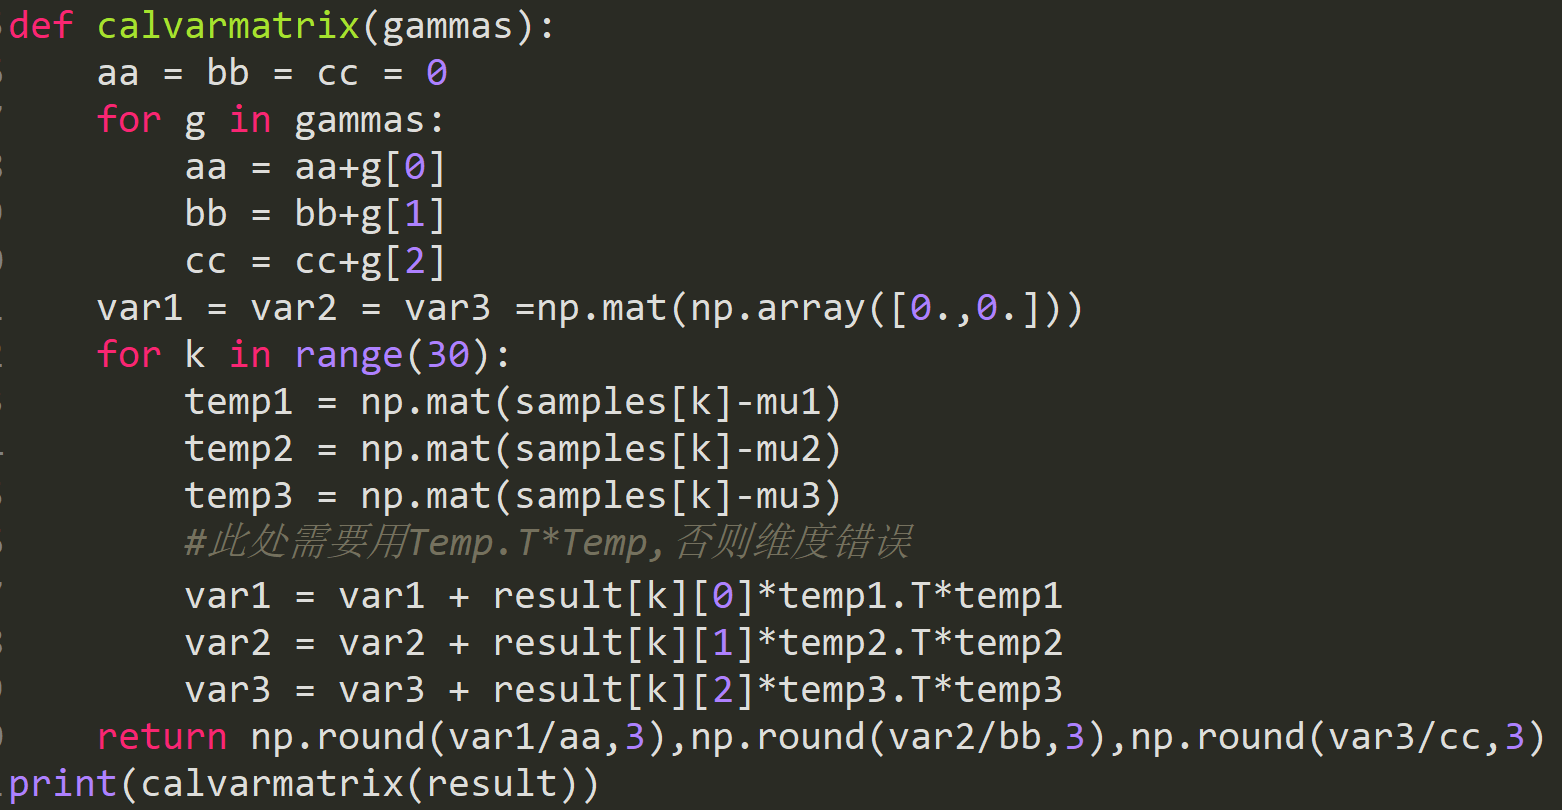 def calvarmatrix(gammas):
    aa = bb = cc = 0
    for g in gammas:
        aa = aa+g[0]
        bb = bb+g[1]
        cc = cc+g[2]
    var1 = var2 = var3 =np.mat(np.array([0.,0.]))
    for k in range(30):
        temp1 = np.mat(samples[k]-mu1)
        temp2 = np.mat(samples[k]-mu2)
        temp3 = np.mat(samples[k]-mu3)
        #此处需要用Temp.T*Temp,否则维度错误
        var1 = var1 + result[k][0]*temp1.T*temp1
        var2 = var2 + result[k][1]*temp2.T*temp2
        var3 = var3 + result[k][2]*temp3.T*temp3
    return np.round(var1/aa,3),np.round(var2/bb,3),np.round(var3/cc,3)
print(calvarmatrix(result))